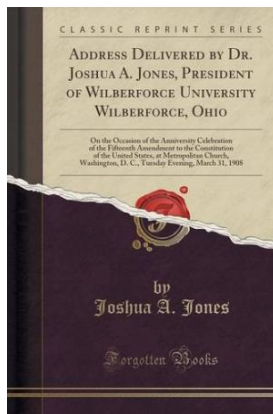 CLASSIC REPRINT SERIES
ADDRESS DELIVERED BY DR.
JOSHUA A. JONES, PRESIDENT
OF WILBERFORCE UNIVERSITY
WILBERFORCE, OHIO
On the Occasion of the Anniversity Celebration
of the Fifteenth Amendment to the Constitution
of the United States, at Metropolitan Church,
Washington, D. C., Tuesday Evening, March 31, 1908
by
Joshua A. Jones
Forgotten Books